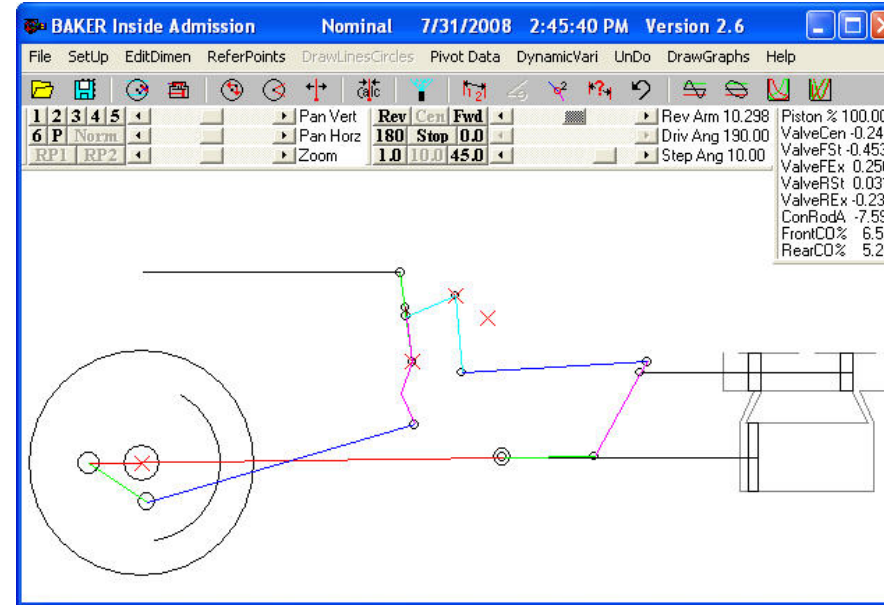 BAKER Inside Admission Nominal 7/31/2008 2:45:40 PM Version 2.6
File SetUp EditDimen ReferPoints DrawLinesCircles Pivot Data DynamicVari UnDo DrawGraphs Help
1 2 3 4 5 Pan Vert Rev Cen Fwd Rev Arm 10.298 Piston % 100.00
6 P Norm Pan Horz 180 Stop 0.0 Driv Ang 190.00 ValveCen -0.24
RP1 RP2 Zoom 1.0 10.0 45.0 Step Ang 10.00 ValveFSt -0.453
ValveFEx 0.250
ValveRSt 0.03
ValveREx -0.23
ConRodA -7.59
FrontCO% 6.5
RearCO% 5.2